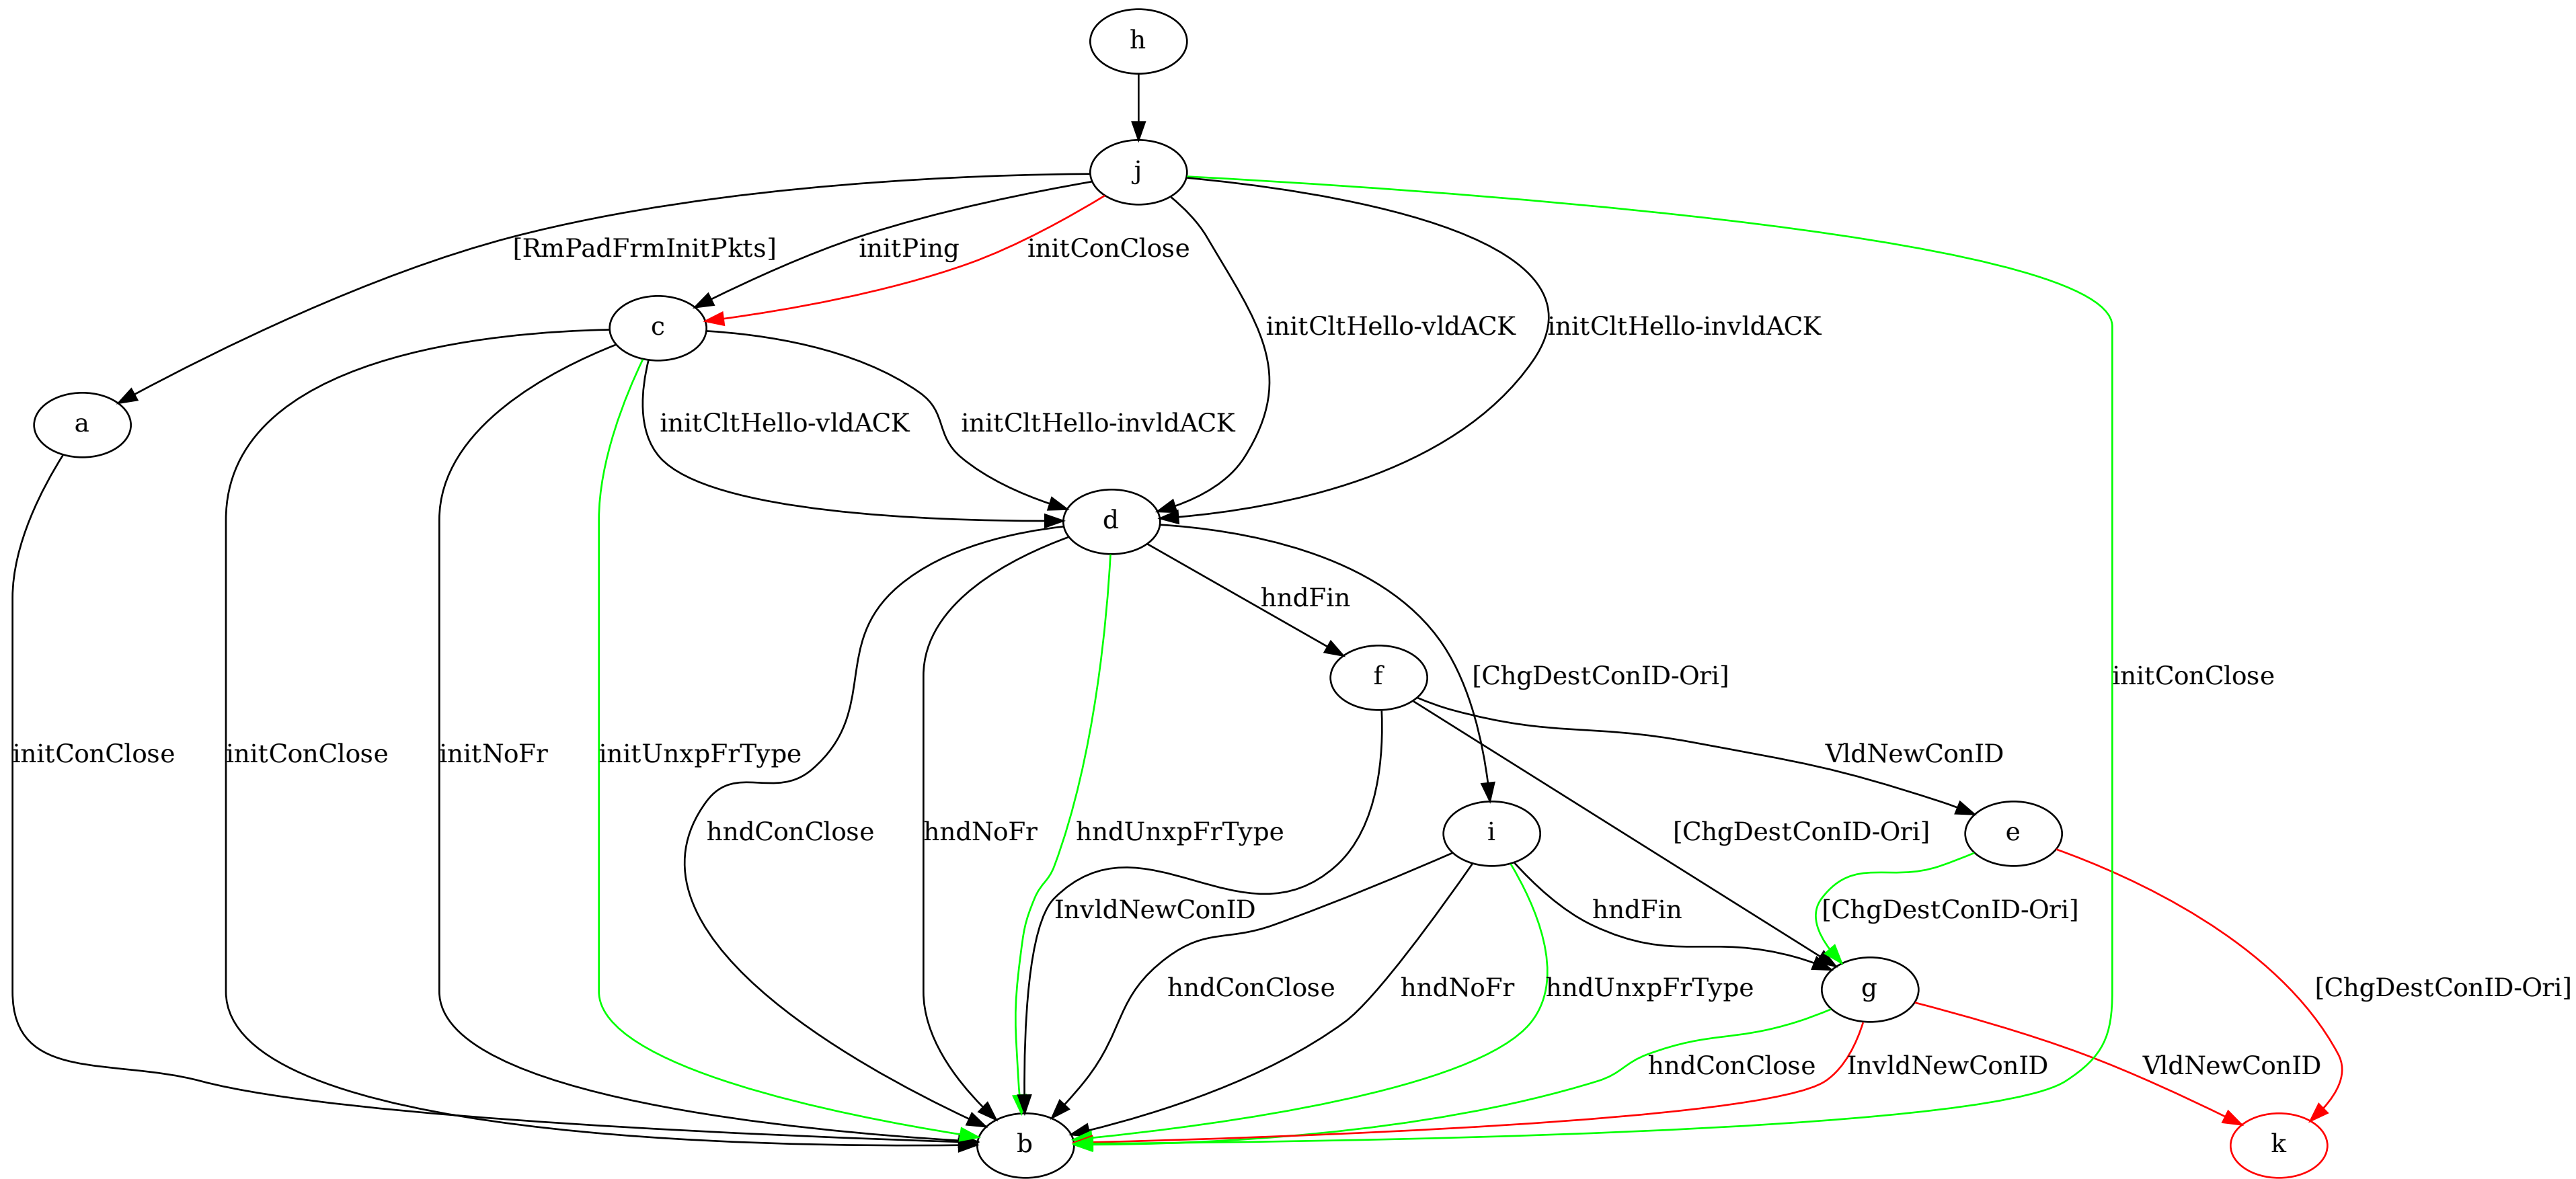 h
j
[RmPadFrmInitPkts]
initPing
initConClose
c
initCltHello-vldACK
initCltHello-invldACK
a
initCltHello-vldACK
initCltHello-invldACK
d
hndFin
f
[ChgDestConID-Ori]
initConClose
initConClose
initConClose
initNoFr
initUnxpFrType
VldNewConID
hndConClose
hndNoFr
hndUnxpFrType
i
[ChgDestConID-Ori]
e
InvldNewConID
hndFin
[ChgDestConID-Ori]
hndConClose
hndNoFr
hndUnxpFrType
g
[ChgDestConID-Ori]
hndConClose
InvldNewConID
VldNewConID
b
k